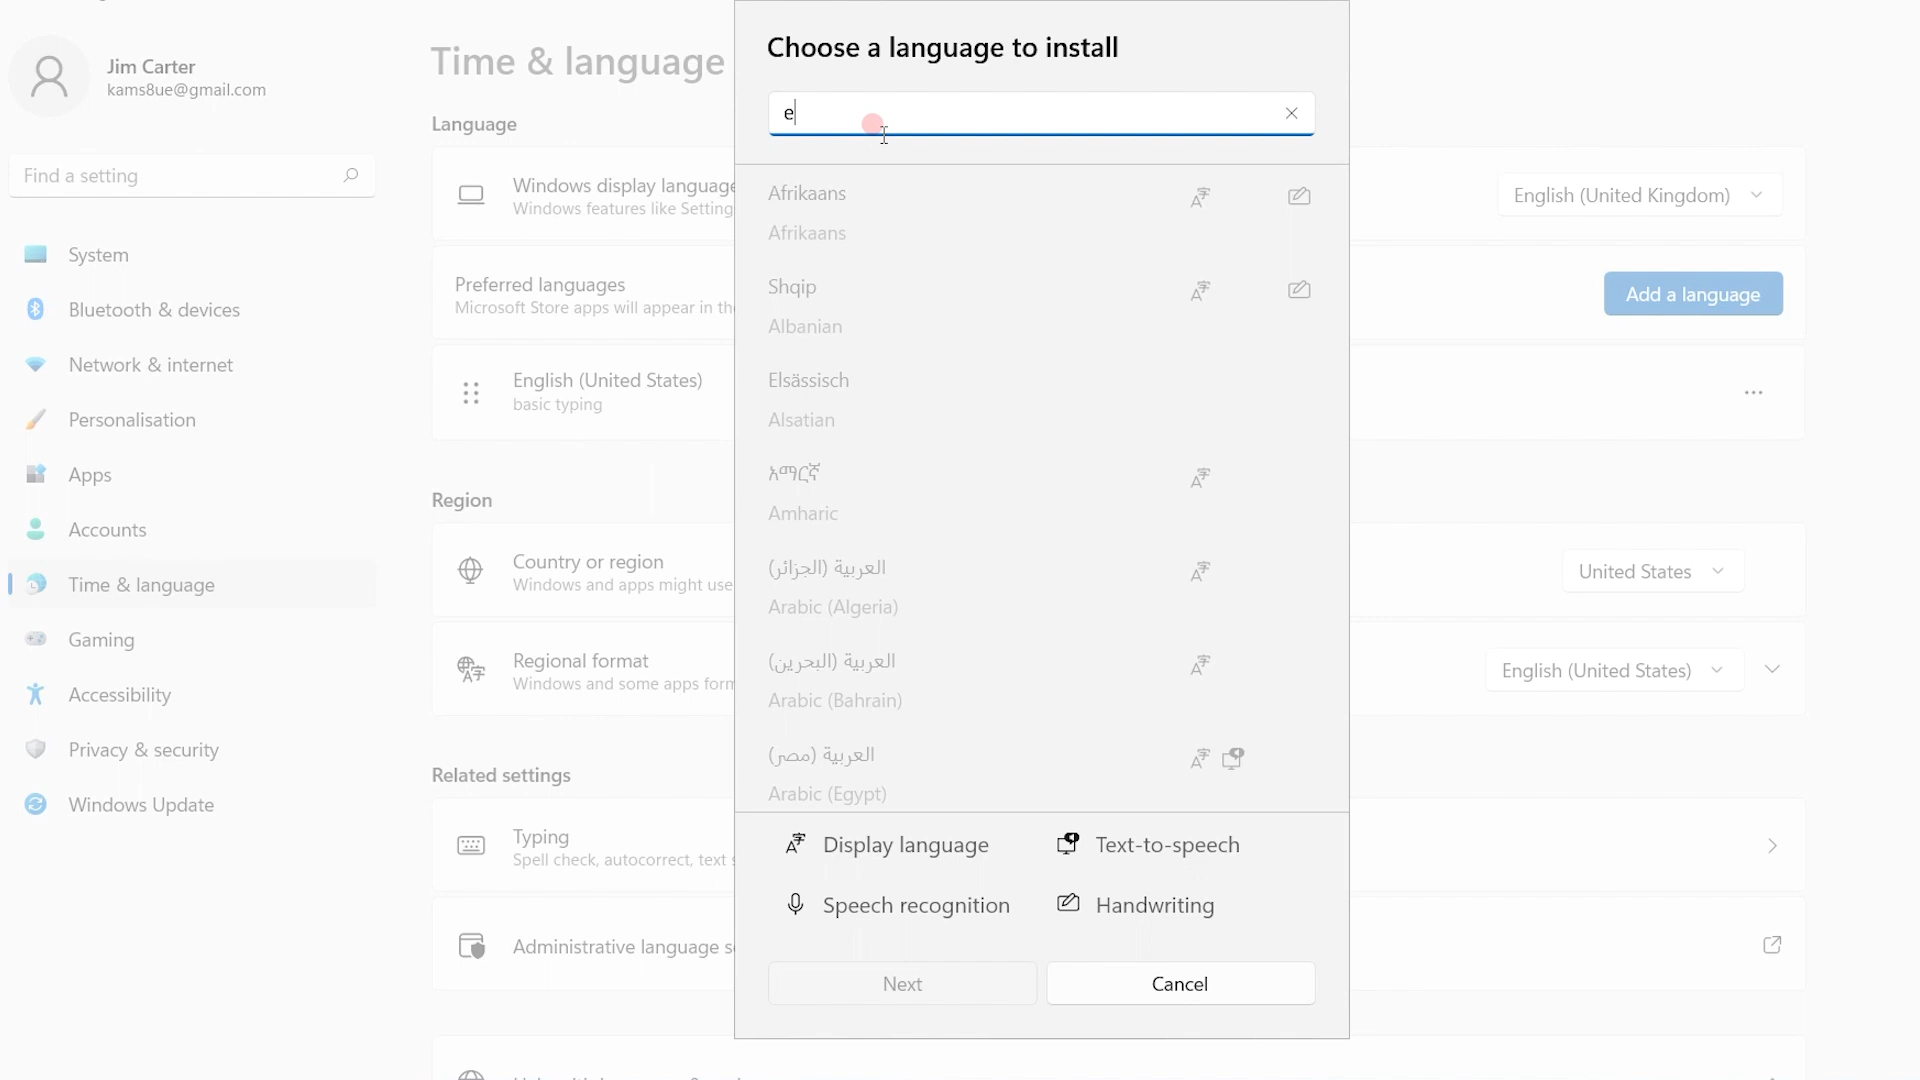 Jim Carter
kams8ue@gmail.com
Find a setting
System
Bluetooth & devices
Network & internet
Personalisation
Apps
Accounts
Time & language
Gaming
Accessibility
Privacy & security
Windows Update
Time & language
Language
Windows display language
Windows features like Setting
English (United Kingdom)
Preferred languages
Microsoft Store apps will appear in the
Add a language
English (United States)
basic typing
Region
Country or region
Windows and apps might use
United States
Regional format
Windows and some apps form
English (United States)
Related settings
Typing
Spell check, autocorrect, text s
Administrative language se
Choose a language to install
e
Afrikaans
Afrikaans
Shqip
Albanian
Elsässisch
Alsatian
አማርኛ
Amharic
العربية (الجزائر)
Arabic (Algeria)
العربية (البحرين)
Arabic (Bahrain)
العربية (مصر)
Arabic (Egypt)
Display language
Text-to-speech
Speech recognition
Handwriting
Next
Cancel